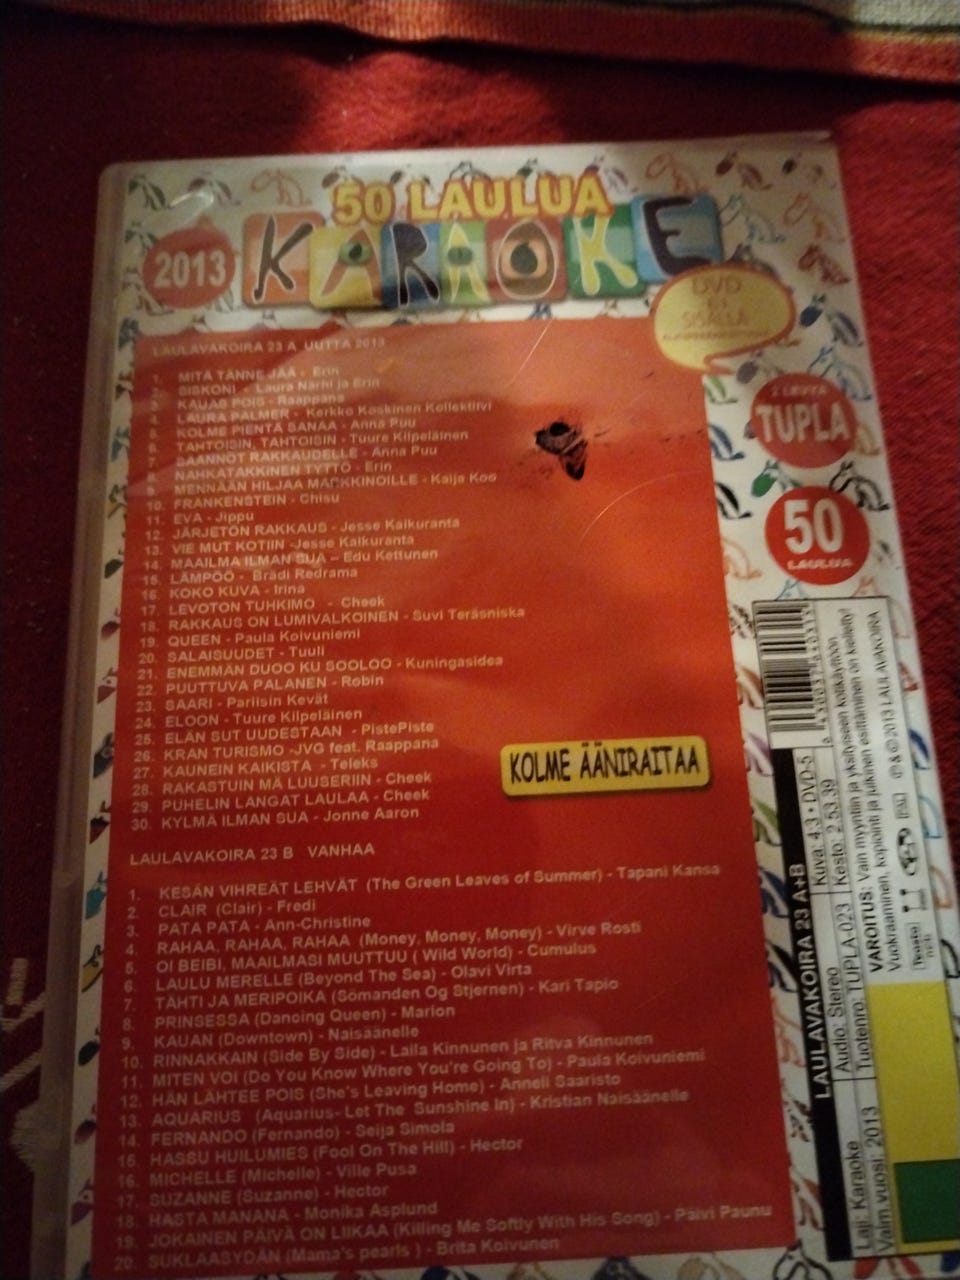 50 LAULUA
2013
KARAOKE
DVD
SISÄLLÄ
LAULAVAKOIRA 23 A UUTTA 2013
1. MITÄ TÄNNE JÄÄ - Erin
2. SISKONI - Laura Närhi ja Erin
3. KAUAS POIS - Raappana
4. LAURA PALMER - Kerkko Koskinen Kollektiivi
5. KOLME PIENTÄ SANAA - Anna Puu
6. TAHTOISIN, TAHTOISIN - Tuure Kilpeläinen
7. SÄÄNNÖT RAKKAUDELLE - Anna Puu
8. NAHKATAKKINEN TYTTÖ - Erin
9. MENNÄÄN HILJAA MARKKINOILLE - Kaija Koo
10. FRANKENSTEIN - Chisu
11. EVA - Jippu
12. JÄRJETÖN RAKKAUS - Jesse Kaikuranta
13. VIE MUT KOTIIN -Jesse Kaikuranta
14. MAAILMA ILMAN SUA – Edu Kettunen
15. LÄMPÖÖ - Brädi Redrama
16. KOKO KUVA - Irina
17. LEVOTON TUHKIMO - Cheek
18. RAKKAUS ON LUMIVALKOINEN - Suvi Teräsniska
19. QUEEN - Paula Koivuniemi
20. SALAISUUDET - Tuuli
21. ENEMMÄN DUOO KU SOOLOO - Kuningasidea
22. PUUTTUVA PALANEN - Robin
23. SAARI - Pariisin Kevät
24. ELOON - Tuure Kilpeläinen
25. ELÄN SUT UUDESTAAN - PistePiste
26. KRAN TURISMO -JVG feat. Raappana
27. KAUNEIN KAIKISTA - Teleks
28. RAKASTUIN MÄ LUUSERIIN - Cheek
29. PUHELIN LANGAT LAULAA - Cheek
30. KYLMÄ ILMAN SUA - Jonne Aaron
LAULAVAKOIRA 23 B VANHAA
1. KESÄN VIHREÄT LEHVÄT (The Green Leaves of Summer) - Tapani Kansa
2. CLAIR (Clair) - Fredi
3. PATA PATA - Ann-Christine
4. RAHAA, RAHAA, RAHAA (Money, Money, Money) - Virve Rosti
5. OI BEIBI, MAAILMASI MUUTTUU ( Wild World) - Cumulus
6. LAULU MERELLE (Beyond The Sea) - Olavi Virta
7. TÄHTI JA MERIPOIKA (Sömanden Og Stjernen) - Kari Tapio
8. PRINSESSA (Dancing Queen) - Marion
9. KAUAN (Downtown) - Naisäänelle
10. RINNAKKAIN (Side By Side) - Laila Kinnunen ja Ritva Kinnunen
11. MITEN VOI (Do You Know Where You're Going To) - Paula Koivuniemi
12. HÄN LÄHTEE POIS (She's Leaving Home) - Anneli Saaristo
13. AQUARIUS (Aquarius- Let The Sunshine In) - Kristian Naisäänelle
14. FERNANDO (Fernando) - Seija Simola
15. HASSU HUILUMIES (Fool On The Hill) - Hector
16. MICHELLE (Michelle) - Ville Pusa
17. SUZANNE (Suzanne) - Hector
18. HASTA MANANA - Monika Asplund
19. JOKAINEN PÄIVÄ ON LIIKAA (Killing Me Softly With His Song) - Päivi Paunu
20. SUKLAASYDÄN (Mama's pearls ) - Brita Koivunen
KOLME ÄÄNIRAITAA
2 LEVYÄ
TUPLA
50
LAULUA
LAULAVAKOIRA 23 A+B
Audio: Stereo
Kuva: 4:3 • DVD-5
Laji: Karaoke
Tuotenro: TUPLA-023
Kesto: 2.53.39
Valm.vuosi: 2013
VAROITUS: Vain myyntiin ja yksityiseen kotikäyttöön.
Vuokraaminen, kopiointi ja julkinen esittäminen on kielletty!
Teosto
n©b
PAL
℗&©2013 LAULAVAKOIRA